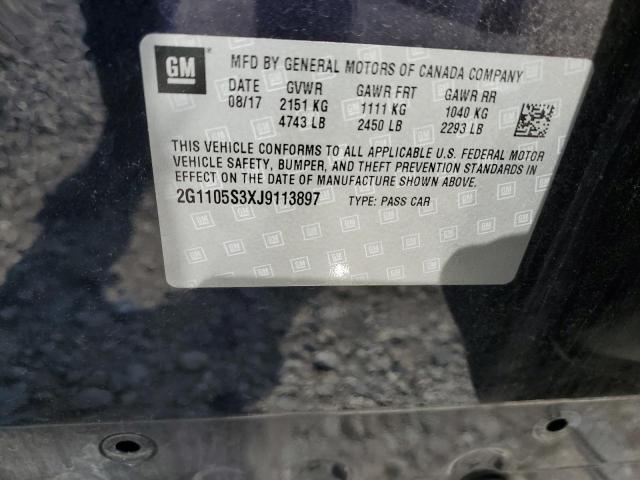 GM MFD BY GENERAL MOTORS OF CANADA COMPANY
DATE GVWR GAWR FRT GAWR RR
08/17 2151 KG 1111 KG 1040 KG
4743 LB 2450 LB 2293 LB
THIS VEHICLE CONFORMS TO ALL APPLICABLE U.S. FEDERAL MOTOR
VEHICLE SAFETY, BUMPER, AND THEFT PREVENTION STANDARDS IN
EFFECT ON THE DATE OF MANUFACTURE SHOWN ABOVE.
2G1105S3XJ9113897 TYPE: PASS CAR